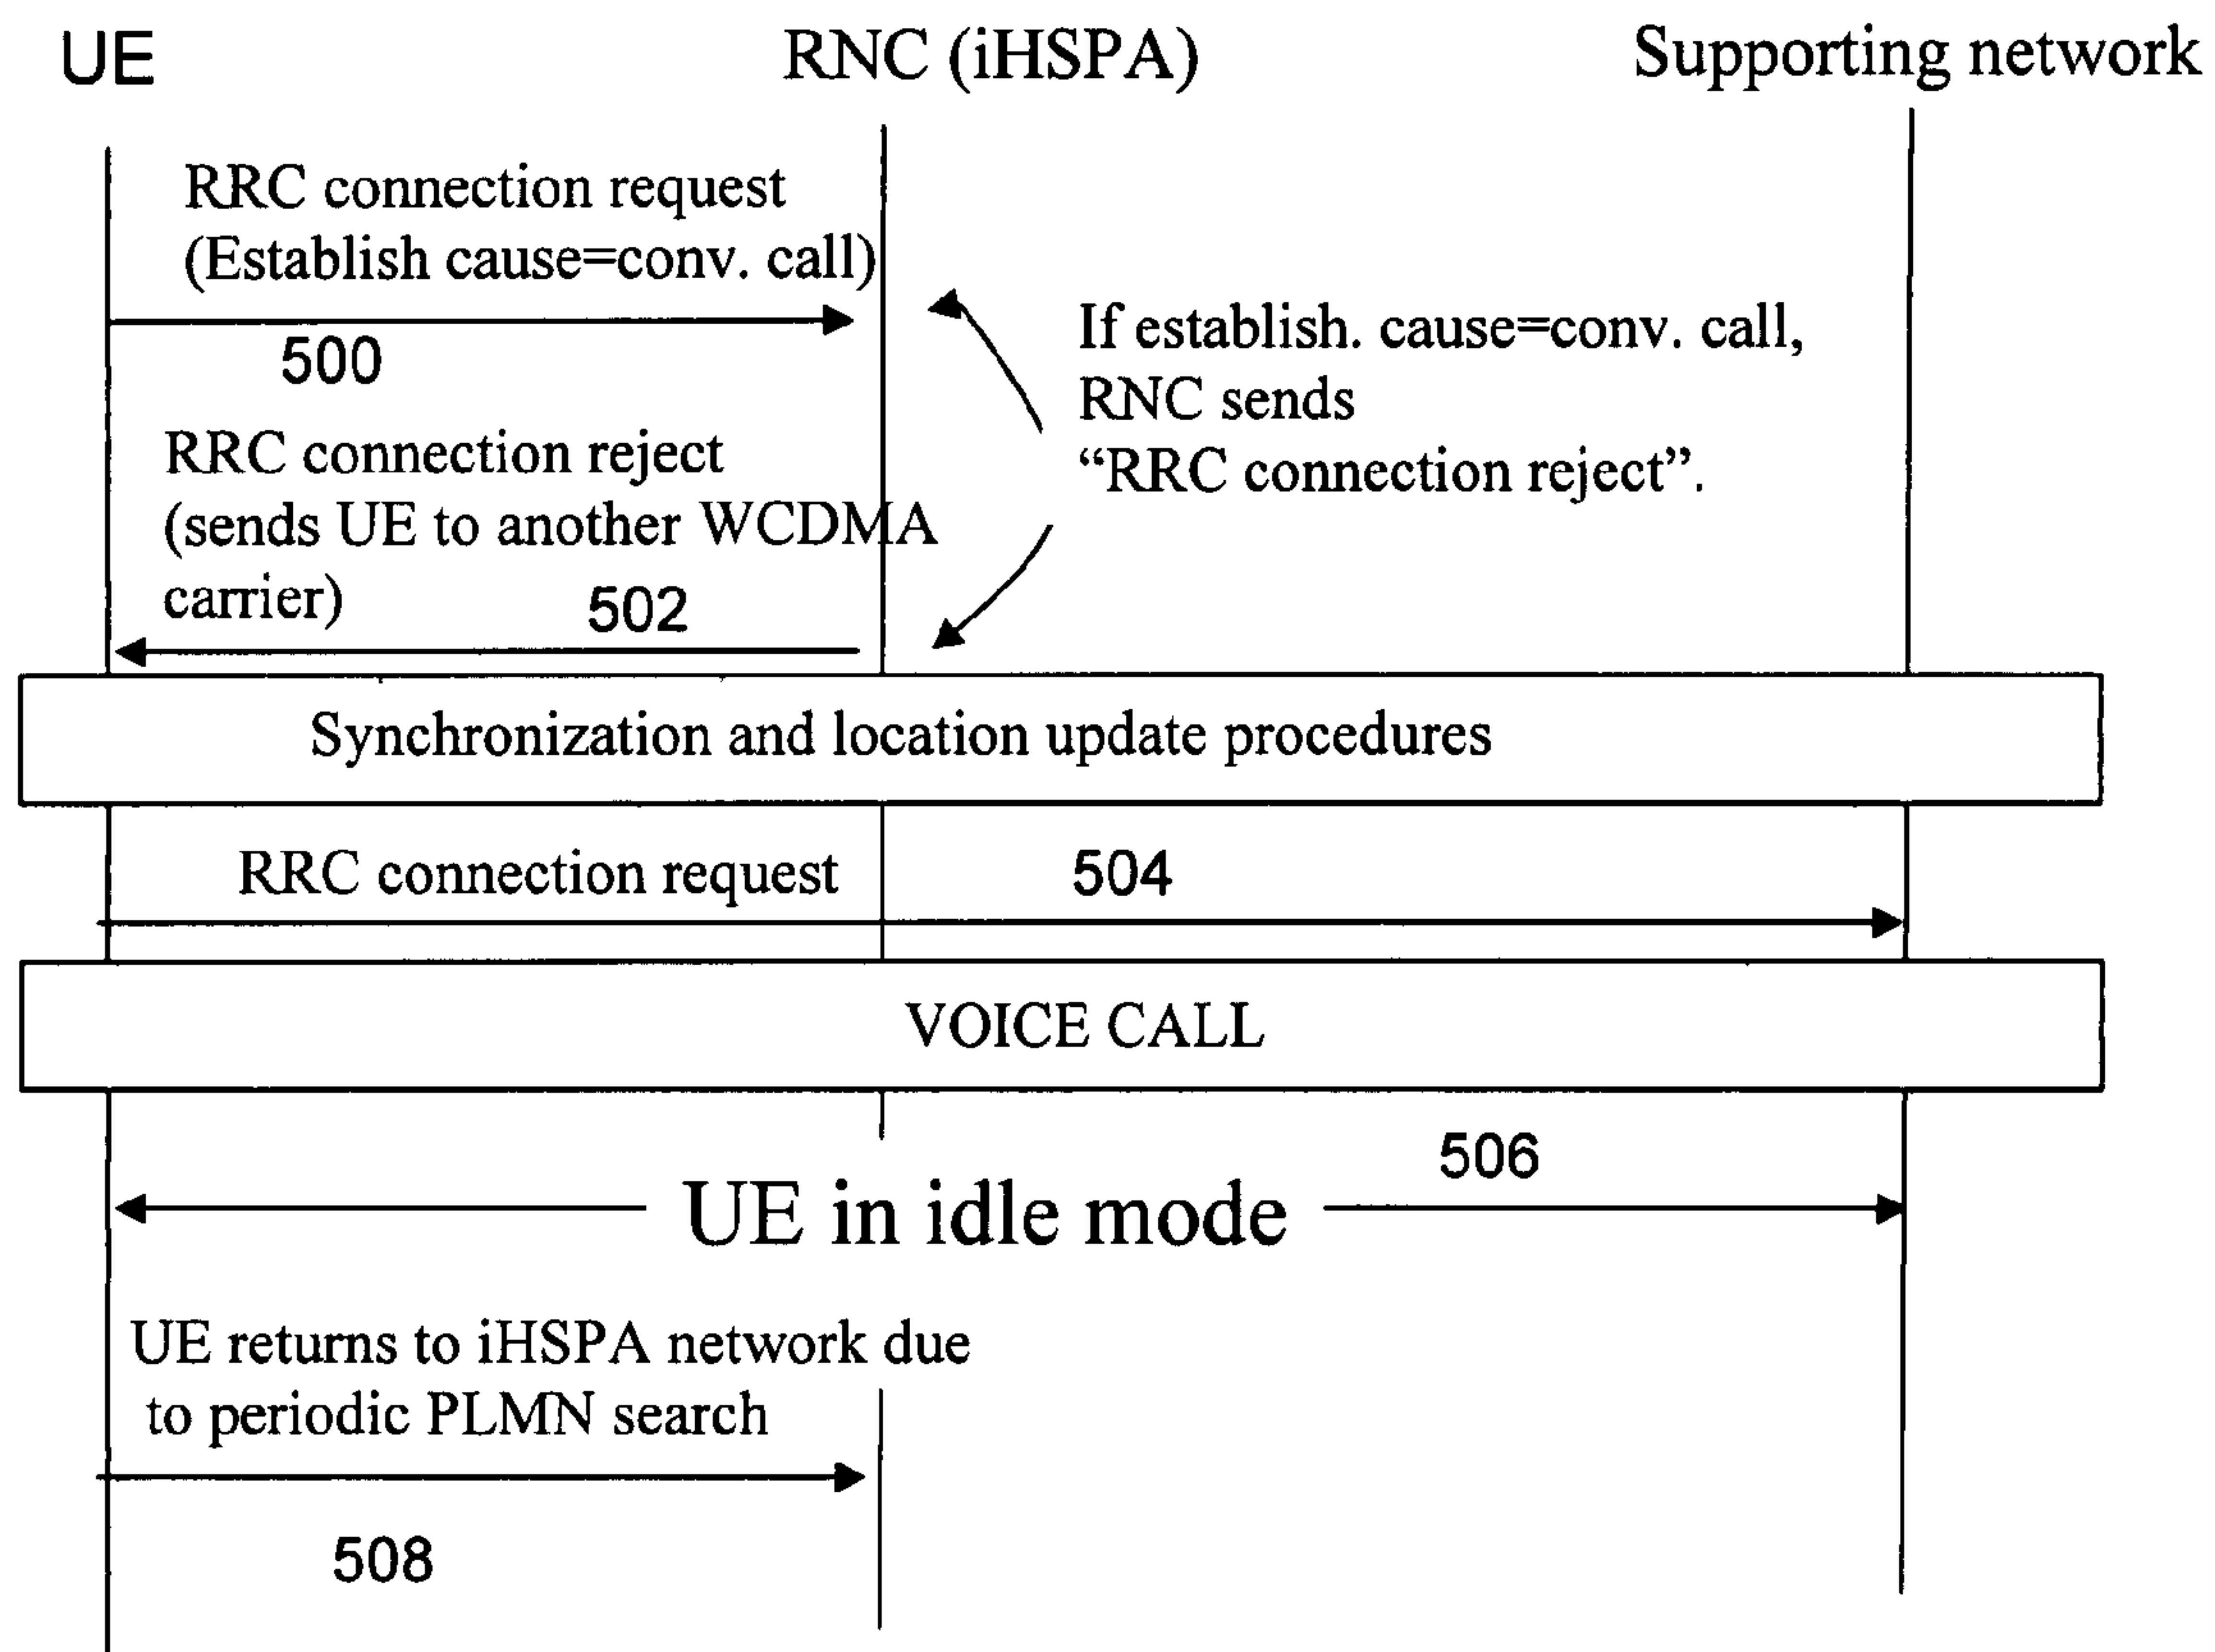 UE
RNC (iHSPA)
Supporting network
RRC connection request
(Establish cause=conv. call)
500
If establish. cause=conv. call,
RNC sends
“RRC connection reject”.
RRC connection reject
(sends UE to another WCDMA
carrier)
502
Synchronization and location update procedures
RRC connection request
504
VOICE CALL
506
UE in idle mode
UE returns to iHSPA network due
to periodic PLMN search
508